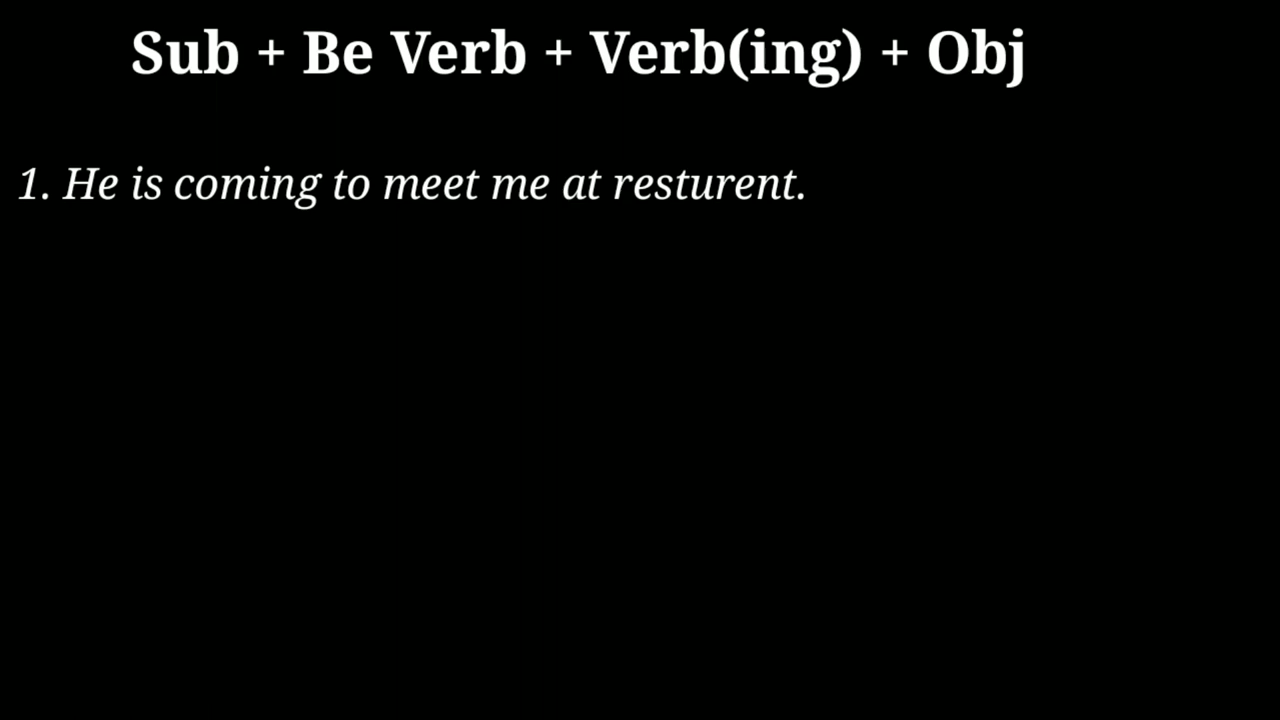 Sub + Be Verb + Verb(ing) + Obj
1. He is coming to meet me at resturent.